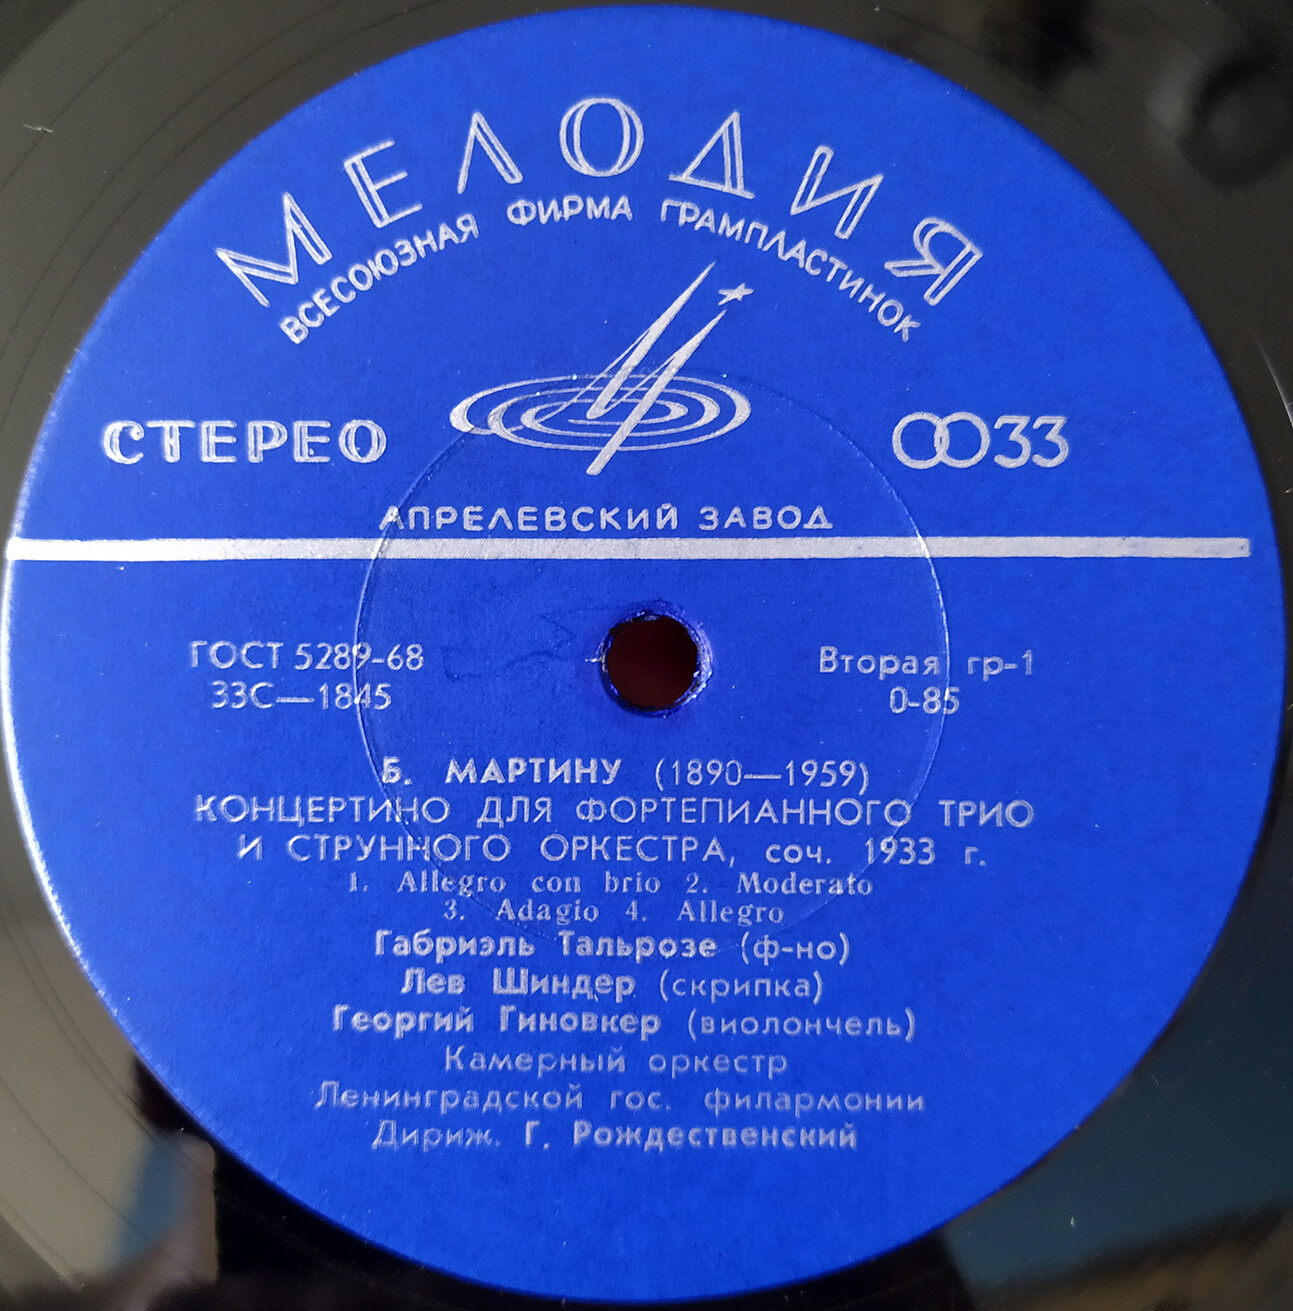 МЕЛОДИЯ
ВСЕСОЮЗНАЯ ФИРМА ГРАМПЛАСТИНОК
СТЕРЕО
33
АПРЕЛЕВСКИЙ ЗАВОД
ГОСТ 5289-68
33С—1845
Вторая гр-1
0-85
Б. МАРТИНУ (1890—1959)
КОНЦЕРТИНО ДЛЯ ФОРТЕПИАННОГО ТРИО
И СТРУННОГО ОРКЕСТРА, соч. 1933 г.
1. Allegro con brio 2. Moderato
3. Adagio 4. Allegro
Габриэль Тальрозе (ф-но)
Лев Шиндер (скрипка)
Георгий Гиновкер (виолончель)
Камерный оркестр
Ленинградской гос. филармонии
Дириж. Г. Рождественский